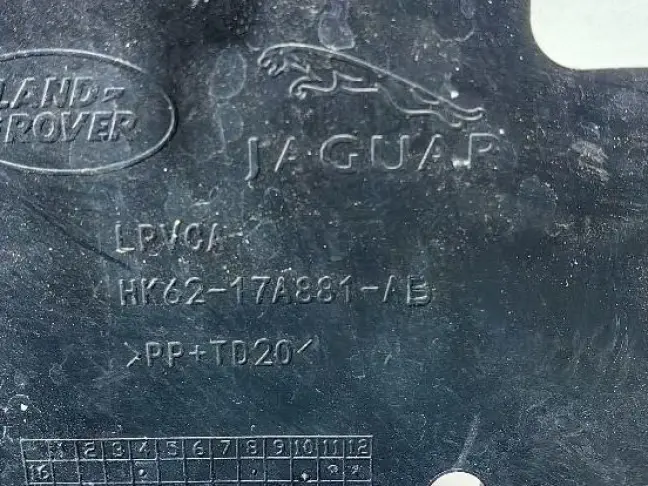 LAND-
ROVER
JAGUAR
LRVCA
HK62-17A881-AB
>PP+TD20<
1 2 3 4 5 6 7 8 9 10 11 12
16